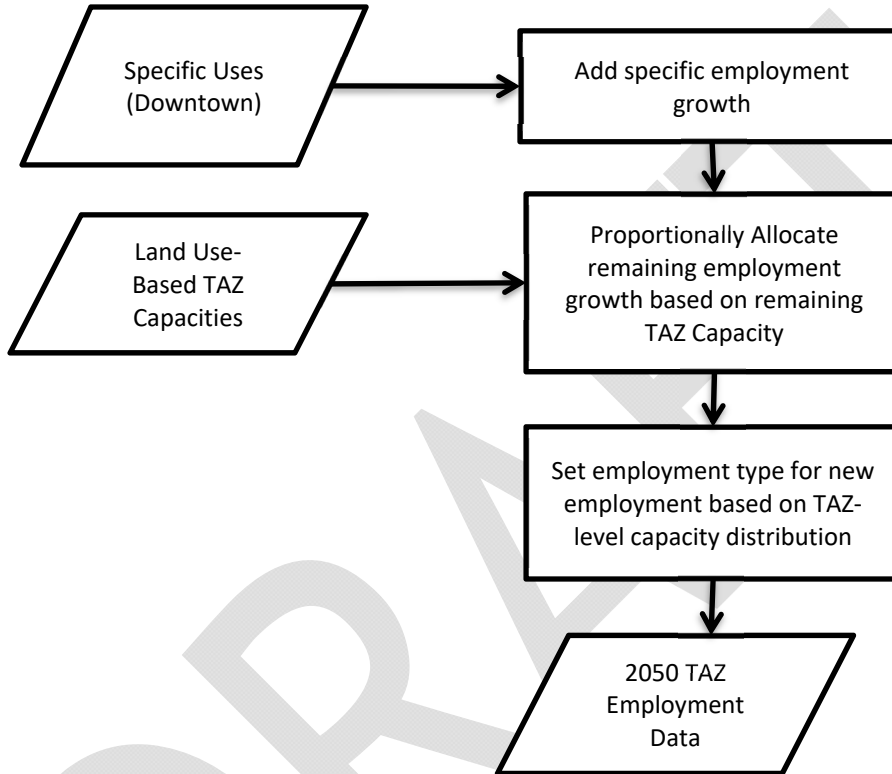 Specific Uses
(Downtown)
Add specific employment
growth
Land Use-
Based TAZ
Capacities
Proportionally Allocate
remaining employment
growth based on remaining
TAZ Capacity
Set employment type for new
employment based on TAZ-
level capacity distribution
2050 TAZ
Employment
Data
DRAFT